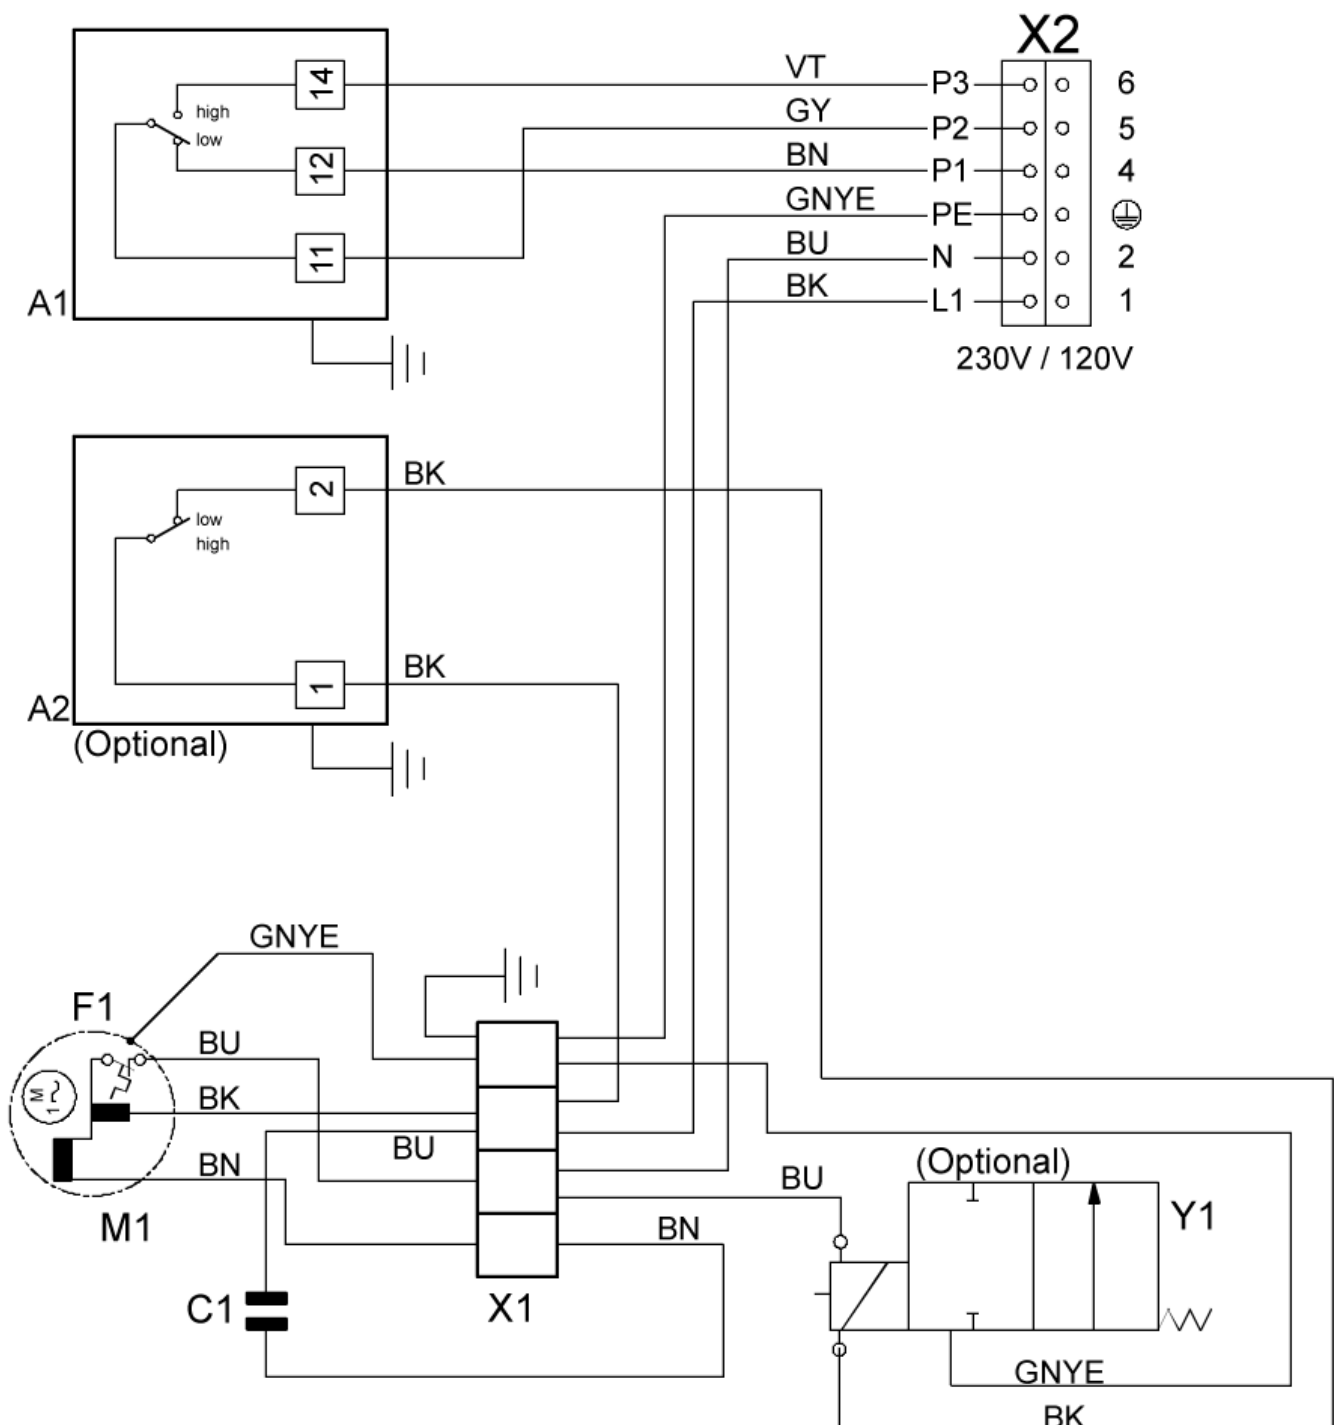 X2
14
VT
P3
6
high
GY
P2
5
low
BN
P1
4
12
GNYE
PE
BU
N
2
11
BK
L1
1
A1
230V / 120V
2
BK
low
high
1
BK
A2
(Optional)
GNYE
F1
BU
M
1~
BK
BU
BN
(Optional)
BU
Y1
M1
BN
C1
X1
GNYE
BK